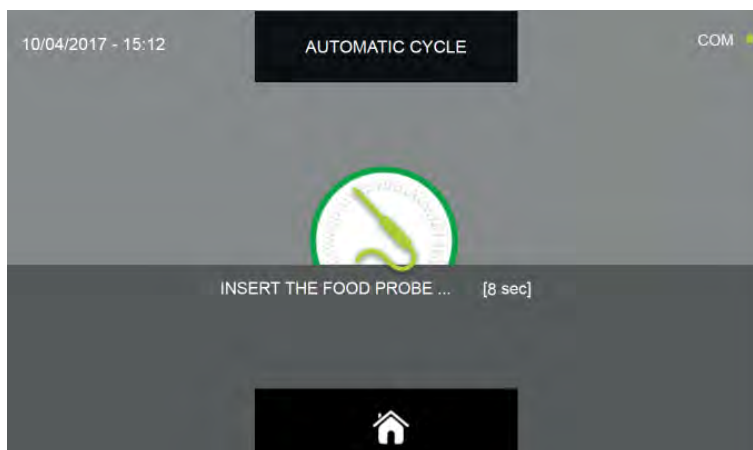 10/04/2017 - 15:12
AUTOMATIC CYCLE
COM
INSERT THE FOOD PROBE ... [8 sec]